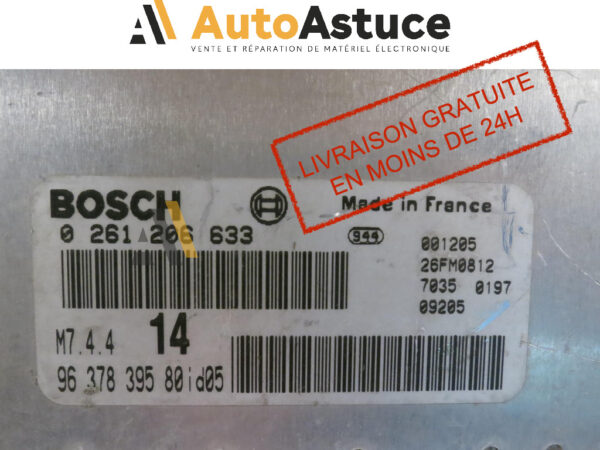 AutoAstuce
VENTE ET RÉPARATION DE MATÉRIEL ÉLECTRONIQUE
LIVRAISON GRATUITE
EN MOINS DE 24H
BOSCH
Made in France
0 261 206 633
944
001205
26FM0812
7035 0197
09205
M7.4.4 14
96 378 395 80id05